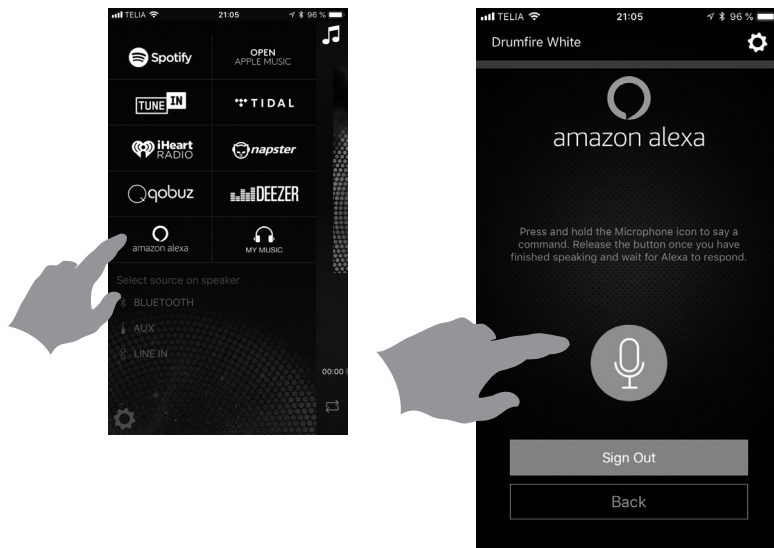 TELIA 21:05 96 %
Spotify
OPEN
APPLE MUSIC
TUNE IN
TIDAL
iHeart
RADIO
napster
qobuz
DEEZER
amazon alexa
MY MUSIC
Select source on speaker
BLUETOOTH
AUX
LINE IN
00:00
TELIA 21:05 96 %
Drumfire White
amazon alexa
Press and hold the Microphone icon to say a
command. Release the button once you have
finished speaking and wait for Alexa to respond.
Sign Out
Back